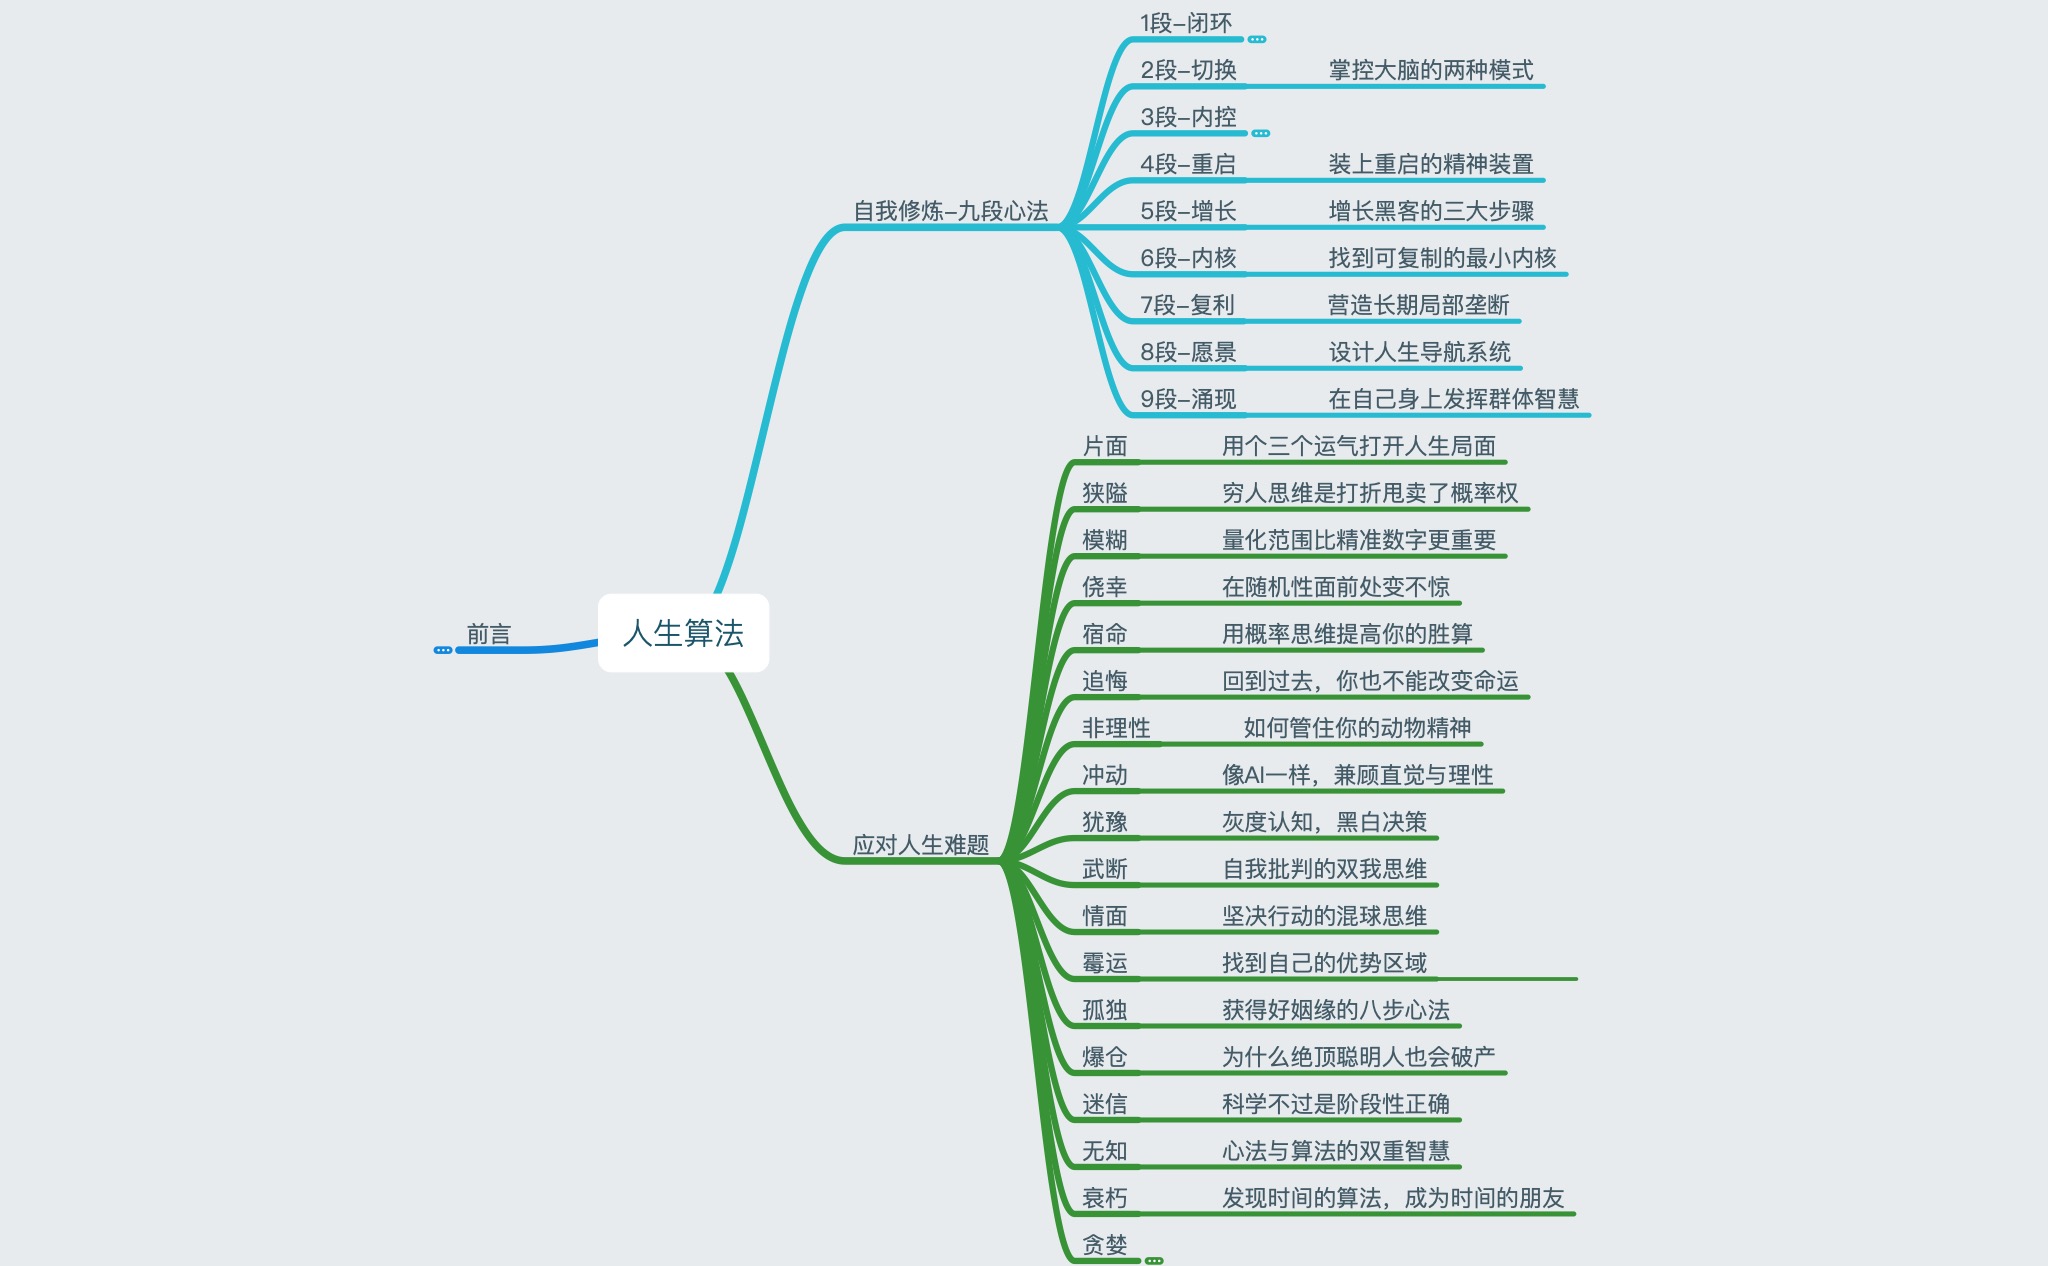 人生算法
前言
自我修炼–九段心法
1段–闭环
2段–切换 掌控大脑的两种模式
3段–内控
4段–重启 装上重启的精神装置
5段–增长 增长黑客的三大步骤
6段–内核 找到可复制的最小内核
7段–复利 营造长期局部垄断
8段–愿景 设计人生导航系统
9段–涌现 在自己身上发挥群体智慧
应对人生难题
片面 用个三个运气打开人生局面
狭隘 穷人思维是打折甩卖了概率权
模糊 量化范围比精准数字更重要
侥幸 在随机性面前处变不惊
宿命 用概率思维提高你的胜算
追悔 回到过去，你也不能改变命运
非理性 如何管住你的动物精神
冲动 像AI一样，兼顾直觉与理性
犹豫 灰度认知，黑白决策
武断 自我批判的双我思维
情面 坚决行动的混球思维
霉运 找到自己的优势区域
孤独 获得好姻缘的八步心法
爆仓 为什么绝顶聪明人也会破产
迷信 科学不过是阶段性正确
无知 心法与算法的双重智慧
衰朽 发现时间的算法，成为时间的朋友
贪婪